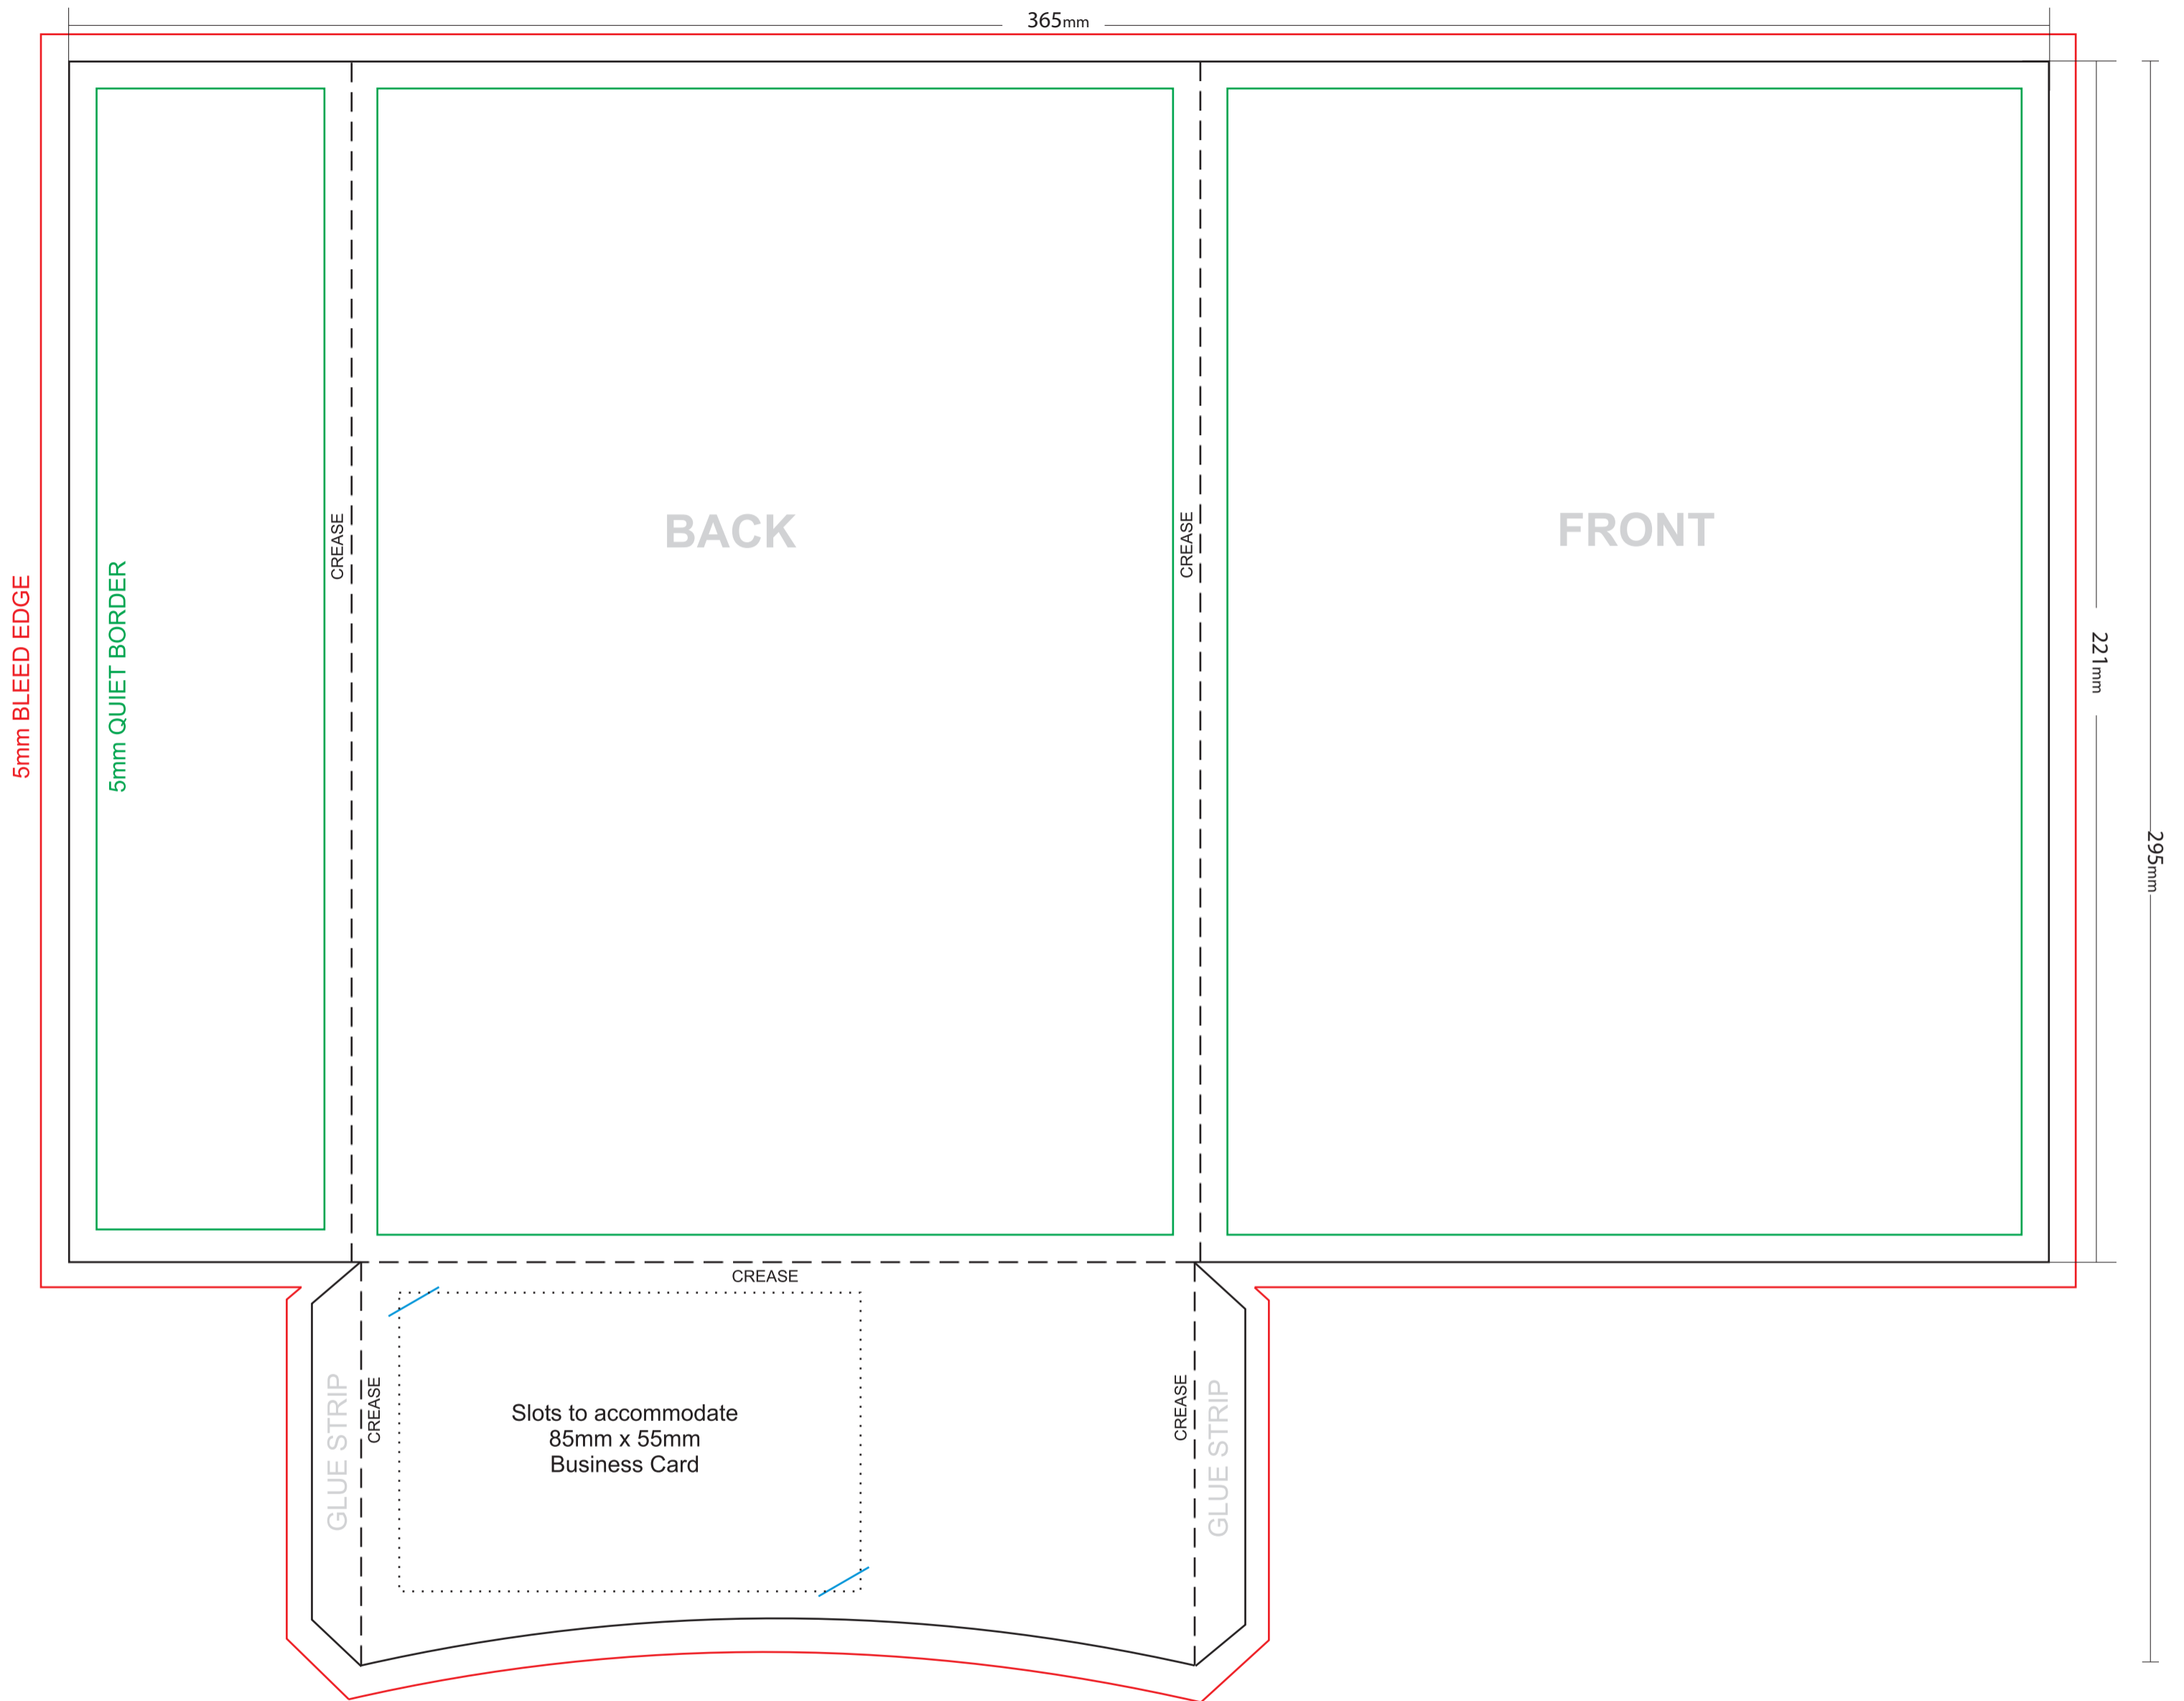 365mm
BACK
FRONT
CREASE
CREASE
5mm BLEED EDGE
5mm QUIET BORDER
221mm
295mm
CREASE
GLUE STRIP
CREASE
Slots to accommodate
85mm x 55mm
Business Card
CREASE
GLUE STRIP